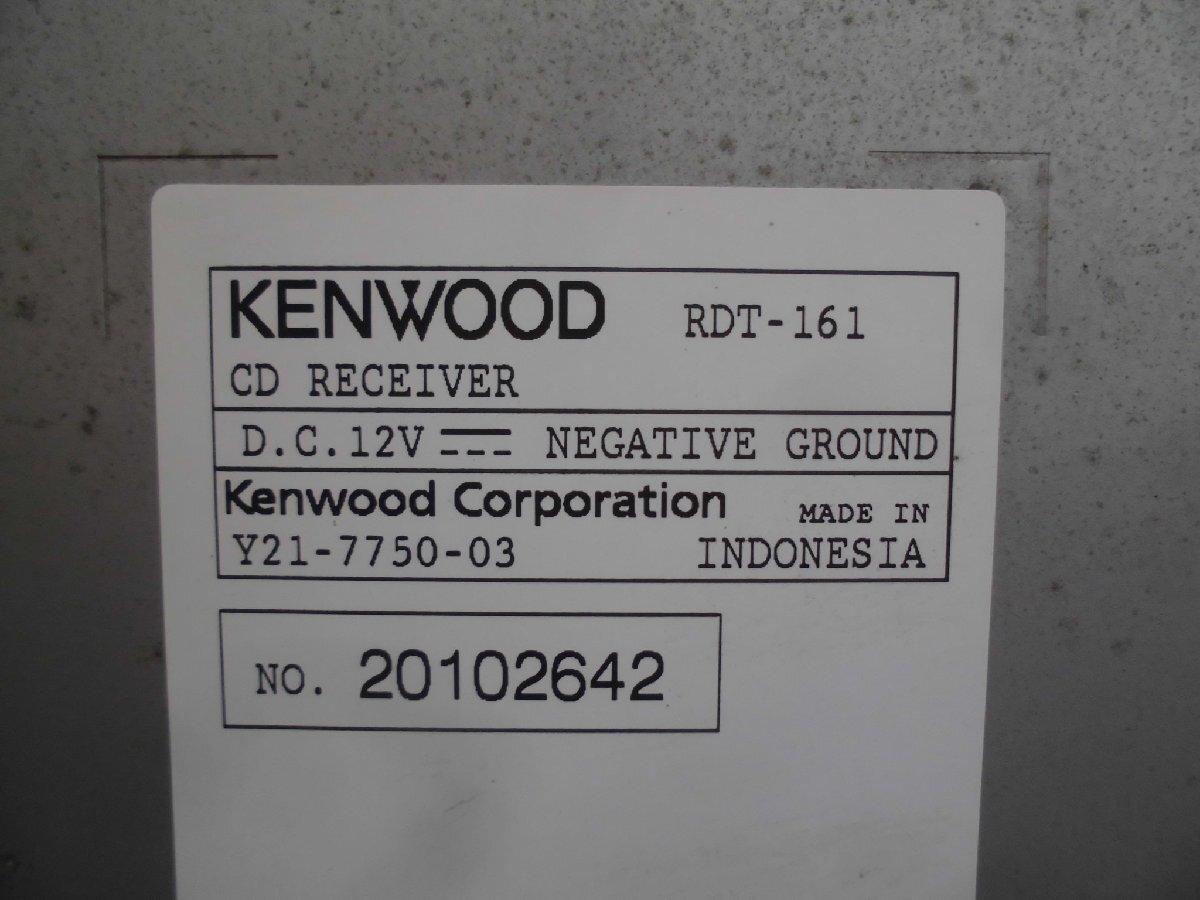 KENWOOD RDT-161
CD RECEIVER
D.C.12V NEGATIVE GROUND
Kenwood Corporation MADE IN
Y21-7750-03 INDONESIA
NO. 20102642